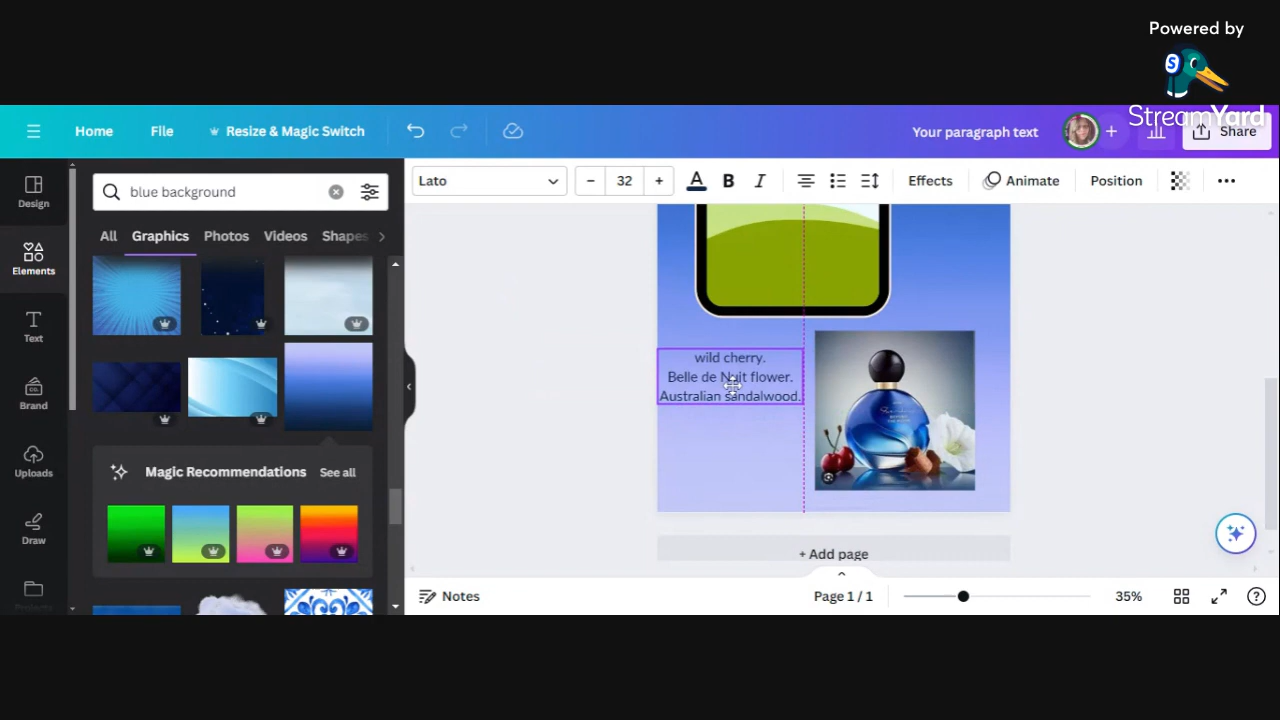 Powered by
StreamYard
Home File Resize & Magic Switch Your paragraph text + Share
Lato - 32 + A B I Effects Animate Position
Design
Elements
Text
Brand
Uploads
Draw
blue background
All Graphics Photos Videos Shapes
Magic Recommendations See all
wild cherry.
Belle de Nuit flower.
Australian sandalwood.
+ Add page
Notes Page 1 / 1 35%